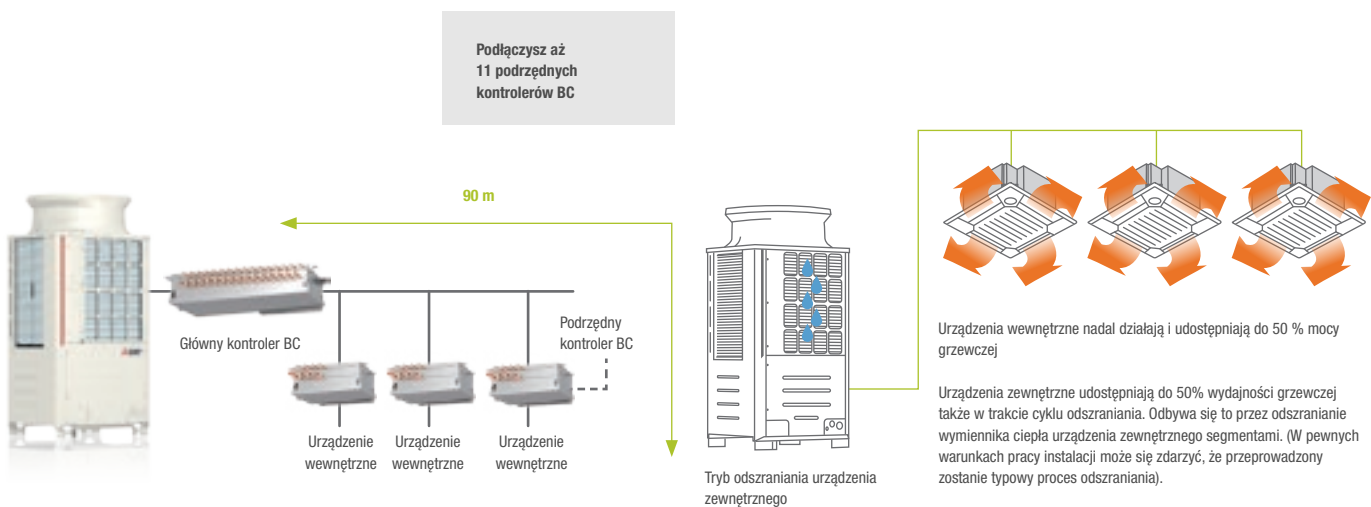 Podłączysz aż
11 podrzędnych
kontrolerów BC
90 m
Główny kontroler BC
Podrzędny
kontroler BC
Urządzenie
wewnętrzne
Urządzenie
wewnętrzne
Urządzenie
wewnętrzne
Tryb odszraniania urządzenia
zewnętrznego
Urządzenia wewnętrzne nadal działają i udostępniają do 50 % mocy
grzewczej
Urządzenia zewnętrzne udostępniają do 50% wydajności grzewczej
także w trakcie cyklu odszraniania. Odbywa się to przez odszranianie
wymiennika ciepła urządzenia zewnętrznego segmentami. (W pewnych
warunkach pracy instalacji może się zdarzyć, że przeprowadzony
zostanie typowy proces odszraniania).